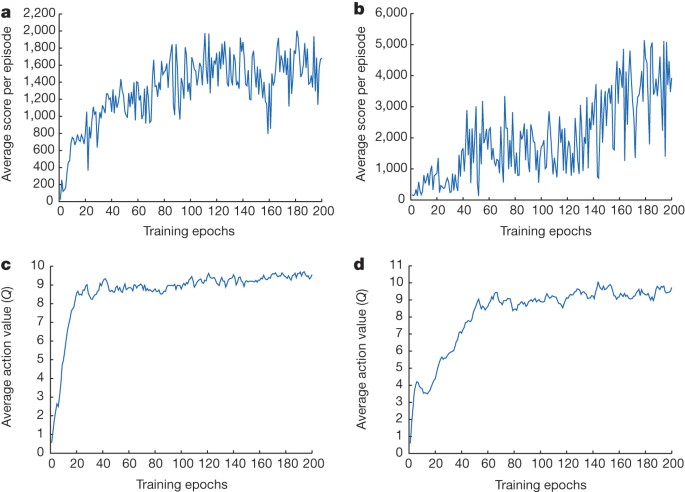 a
Average score per episode
2,200
2,000
1,800
1,600
1,400
1,200
1,000
800
600
400
200
0
0 20 40 60 80 100 120 140 160 180 200
Training epochs
b
Average score per episode
6,000
5,000
4,000
3,000
2,000
1,000
0
0 20 40 60 80 100 120 140 160 180 200
Training epochs
c
Average action value (Q)
10
9
8
7
6
5
4
3
2
1
0
0 20 40 60 80 100 120 140 160 180 200
Training epochs
d
Average action value (Q)
11
10
9
8
7
6
5
4
3
2
1
0
0 20 40 60 80 100 120 140 160 180 200
Training epochs